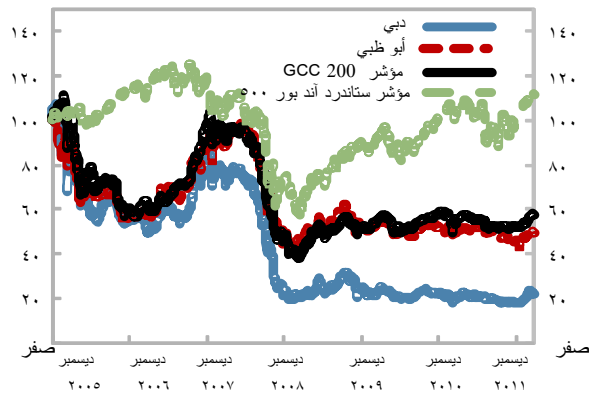 دبي
أبو ظبي
مؤشر GCC 200
مؤشر ستاندرد آند بور ٥٠٠
١٤٠ ١٤٠
١٢٠ ١٢٠
١٠٠ ١٠٠
٨٠ ٨٠
٦٠ ٦٠
٤٠ ٤٠
٢٠ ٢٠
صفر صفر
ديسمبر ديسمبر ديسمبر ديسمبر ديسمبر ديسمبر ديسمبر
٢٠٠٥ ٢٠٠٦ ٢٠٠٧ ٢٠٠٨ ٢٠٠٩ ٢٠١٠ ٢٠١١